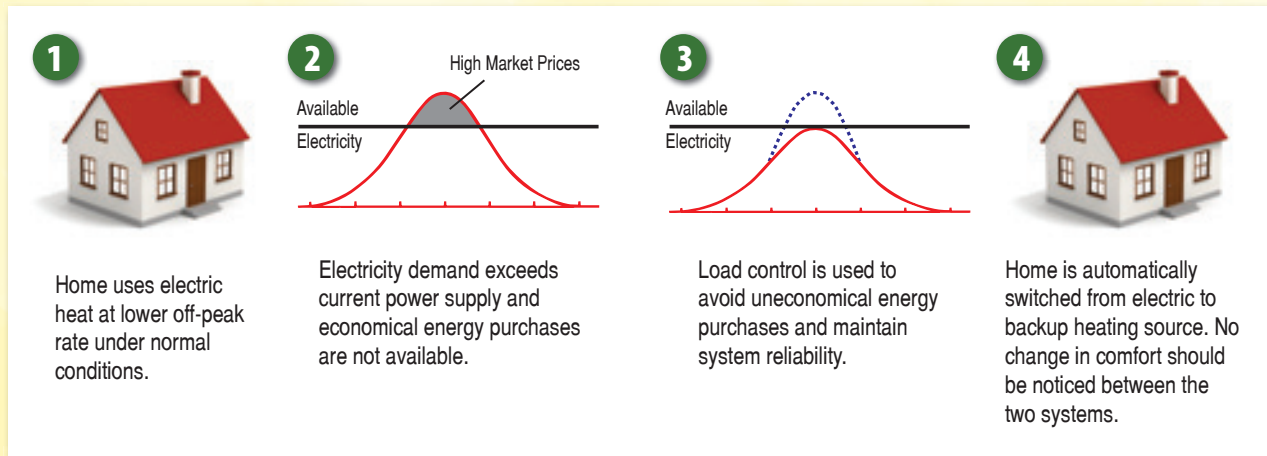 1
Home uses electric
heat at lower off-peak
rate under normal
conditions.
2
High Market Prices
Available
Electricity
Electricity demand exceeds
current power supply and
economical energy purchases
are not available.
3
Available
Electricity
Load control is used to
avoid uneconomical energy
purchases and maintain
system reliability.
4
Home is automatically
switched from electric to
backup heating source. No
change in comfort should
be noticed between the
two systems.